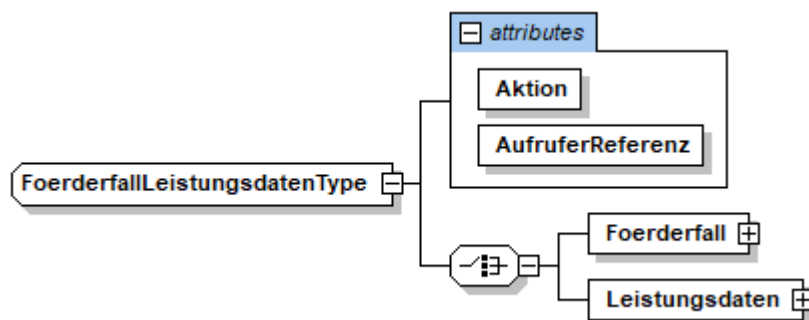 attributes
Aktion
AufruferReferenz
FoerderfallLeistungsdatenType
Foerderfall
Leistungsdaten